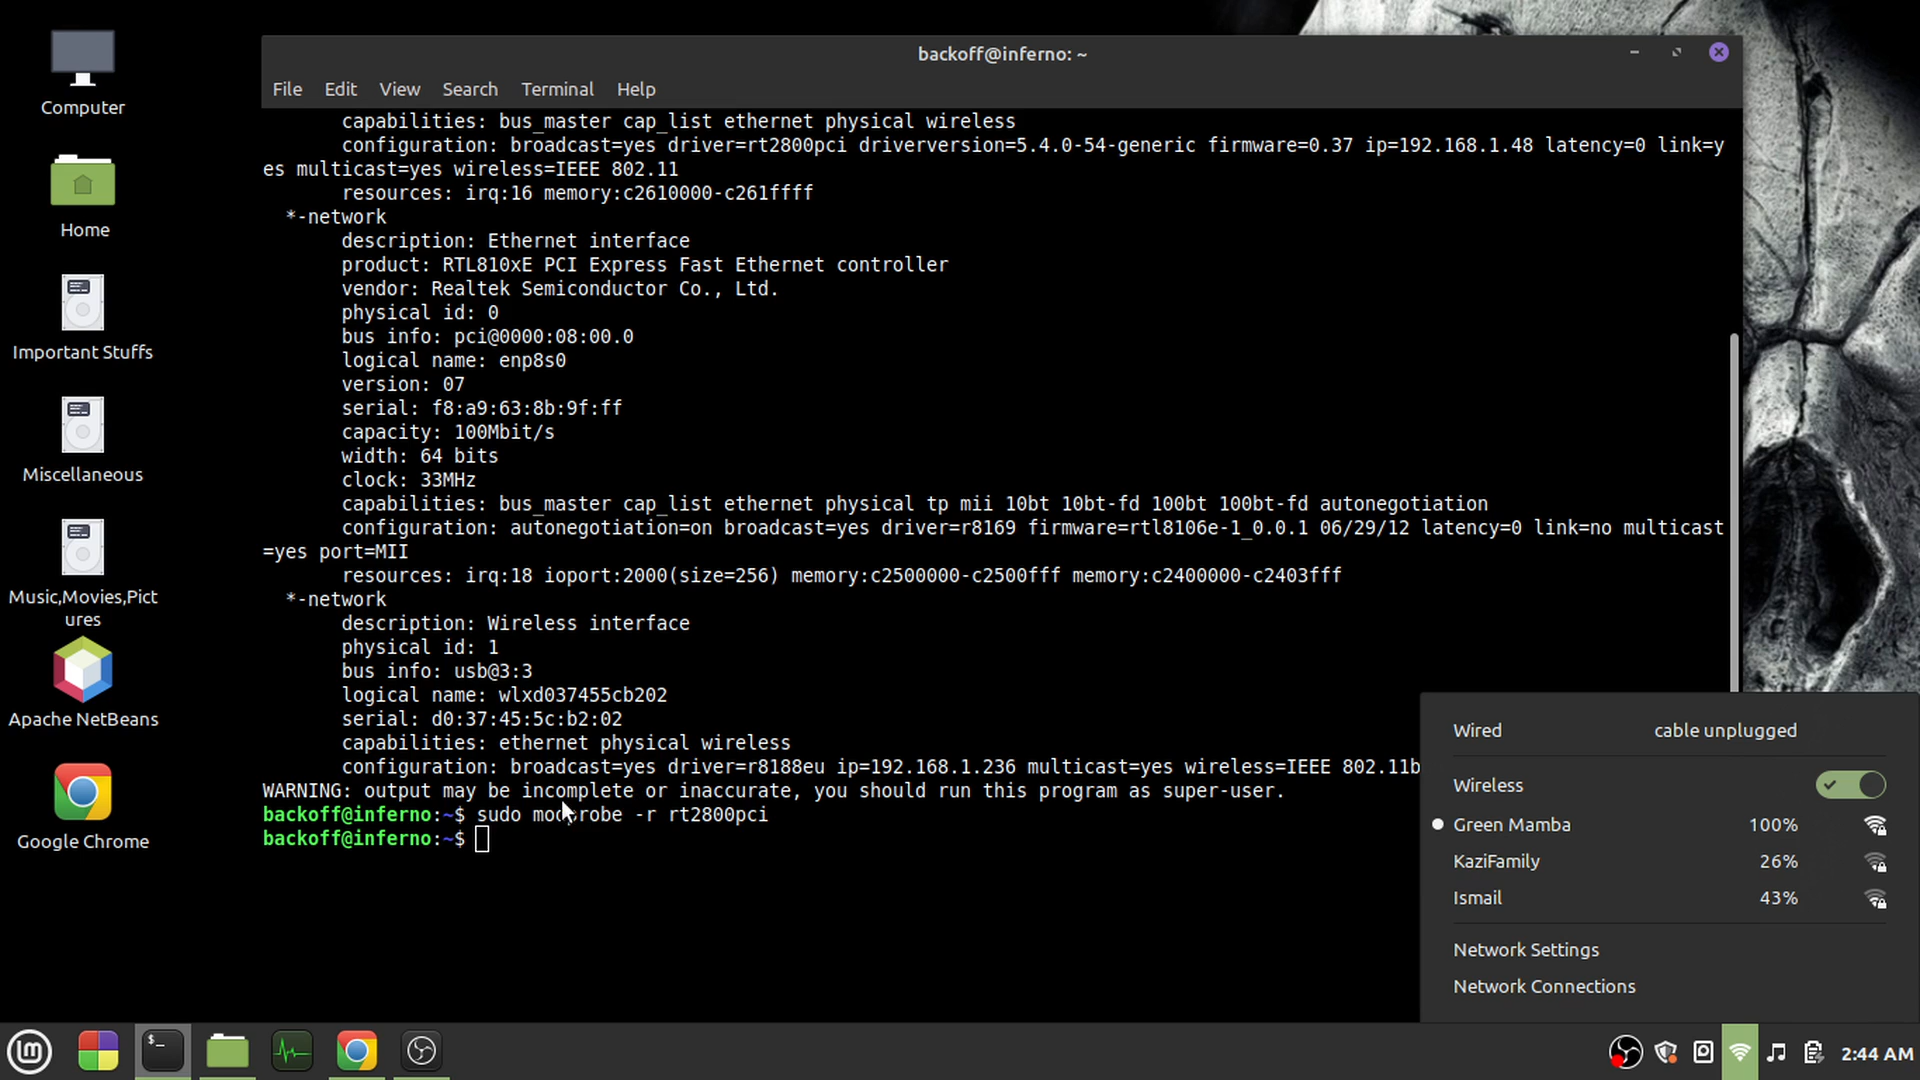 Computer
Home
Important Stuffs
Miscellaneous
Music,Movies,Pict
ures
Apache NetBeans
Google Chrome
backoff@inferno: ~
File Edit View Search Terminal Help
capabilities: bus_master cap_list ethernet physical wireless
configuration: broadcast=yes driver=rt2800pci driverversion=5.4.0-54-generic firmware=0.37 ip=192.168.1.48 latency=0 link=y
es multicast=yes wireless=IEEE 802.11
resources: irq:16 memory:c2610000-c261ffff
*-network
description: Ethernet interface
product: RTL810xE PCI Express Fast Ethernet controller
vendor: Realtek Semiconductor Co., Ltd.
physical id: 0
bus info: pci@0000:08:00.0
logical name: enp8s0
version: 07
serial: f8:a9:63:8b:9f:ff
capacity: 100Mbit/s
width: 64 bits
clock: 33MHz
capabilities: bus_master cap_list ethernet physical tp mii 10bt 10bt-fd 100bt 100bt-fd autonegotiation
configuration: autonegotiation=on broadcast=yes driver=r8169 firmware=rtl8106e-1_0.0.1 06/29/12 latency=0 link=no multicast
=yes port=MII
resources: irq:18 ioport:2000(size=256) memory:c2500000-c2500fff memory:c2400000-c2403fff
*-network
description: Wireless interface
physical id: 1
bus info: usb@3:3
logical name: wlxd037455cb202
serial: d0:37:45:5c:b2:02
capabilities: ethernet physical wireless
configuration: broadcast=yes driver=r8188eu ip=192.168.1.236 multicast=yes wireless=IEEE 802.11b
WARNING: output may be incomplete or inaccurate, you should run this program as super-user.
backoff@inferno:~$ sudo modprobe -r rt2800pci
backoff@inferno:~$
Wired cable unplugged
Wireless
Green Mamba 100%
KaziFamily 26%
Ismail 43%
Network Settings
Network Connections
2:44 AM